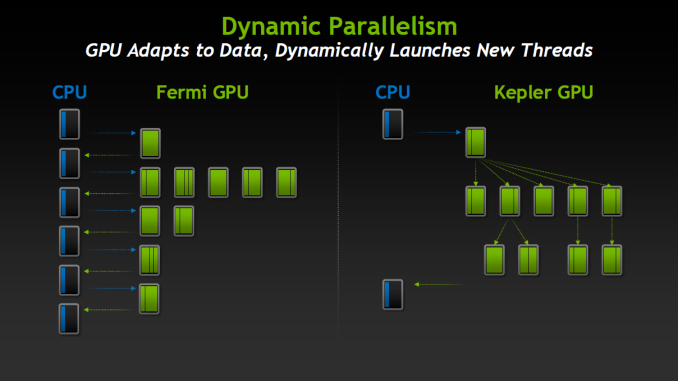 Dynamic Parallelism
GPU Adapts to Data, Dynamically Launches New Threads
CPU
Fermi GPU
CPU
Kepler GPU